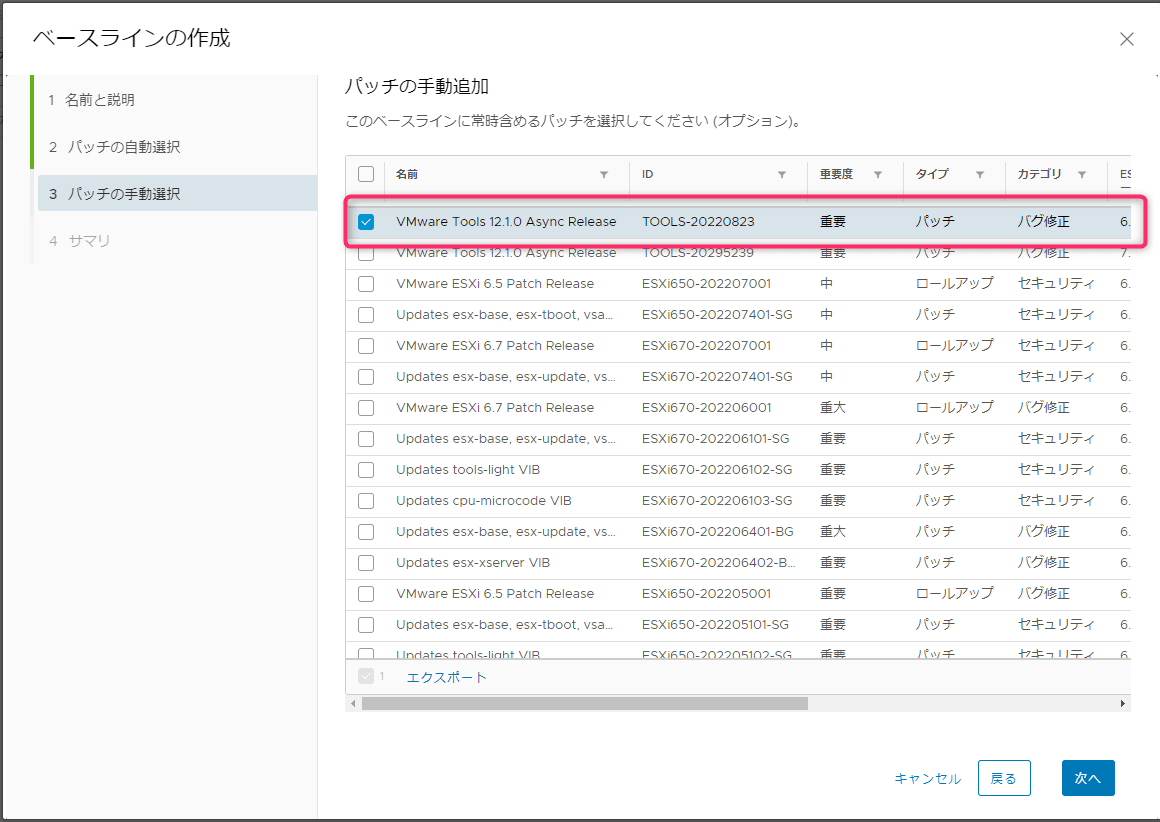 ベースラインの作成
1 名前と説明
2 パッチの自動選択
3 パッチの手動選択
4 サマリ
パッチの手動追加
このベースラインに常時含めるパッチを選択してください (オプション)。
名前 ID 重要度 タイプ カテゴリ ES
VMware Tools 12.1.0 Async Release TOOLS-20220823 重要 パッチ バグ修正 6.
VMware Tools 12.1.0 Async Release TOOLS-20295239 重要 パッチ バグ修正 7.
VMware ESXi 6.5 Patch Release ESXi650-202207001 中 ロールアップ セキュリティ 6.
Updates esx-base, esx-tboot, vsa... ESXi650-202207401-SG 中 パッチ セキュリティ 6.
VMware ESXi 6.7 Patch Release ESXi670-202207001 中 ロールアップ セキュリティ 6.
Updates esx-base, esx-update, vs... ESXi670-202207401-SG 中 パッチ セキュリティ 6.
VMware ESXi 6.7 Patch Release ESXi670-202206001 重大 ロールアップ バグ修正 6.
Updates esx-base, esx-update, vs... ESXi670-202206101-SG 重要 パッチ セキュリティ 6.
Updates tools-light VIB ESXi670-202206102-SG 重要 パッチ セキュリティ 6.
Updates cpu-microcode VIB ESXi670-202206103-SG 重要 パッチ セキュリティ 6.
Updates esx-base, esx-update, vs... ESXi670-202206401-BG 重大 パッチ バグ修正 6.
Updates esx-xserver VIB ESXi670-202206402-B... 重要 パッチ バグ修正 6.
VMware ESXi 6.5 Patch Release ESXi650-202205001 重要 ロールアップ バグ修正 6.
Updates esx-base, esx-tboot, vsa... ESXi650-202205101-SG 重要 パッチ セキュリティ 6.
Updates tools-light VIB ESXi650-202205102-SG 重要 パッチ セキュリティ 6.
1 エクスポート
キャンセル 戻る 次へ